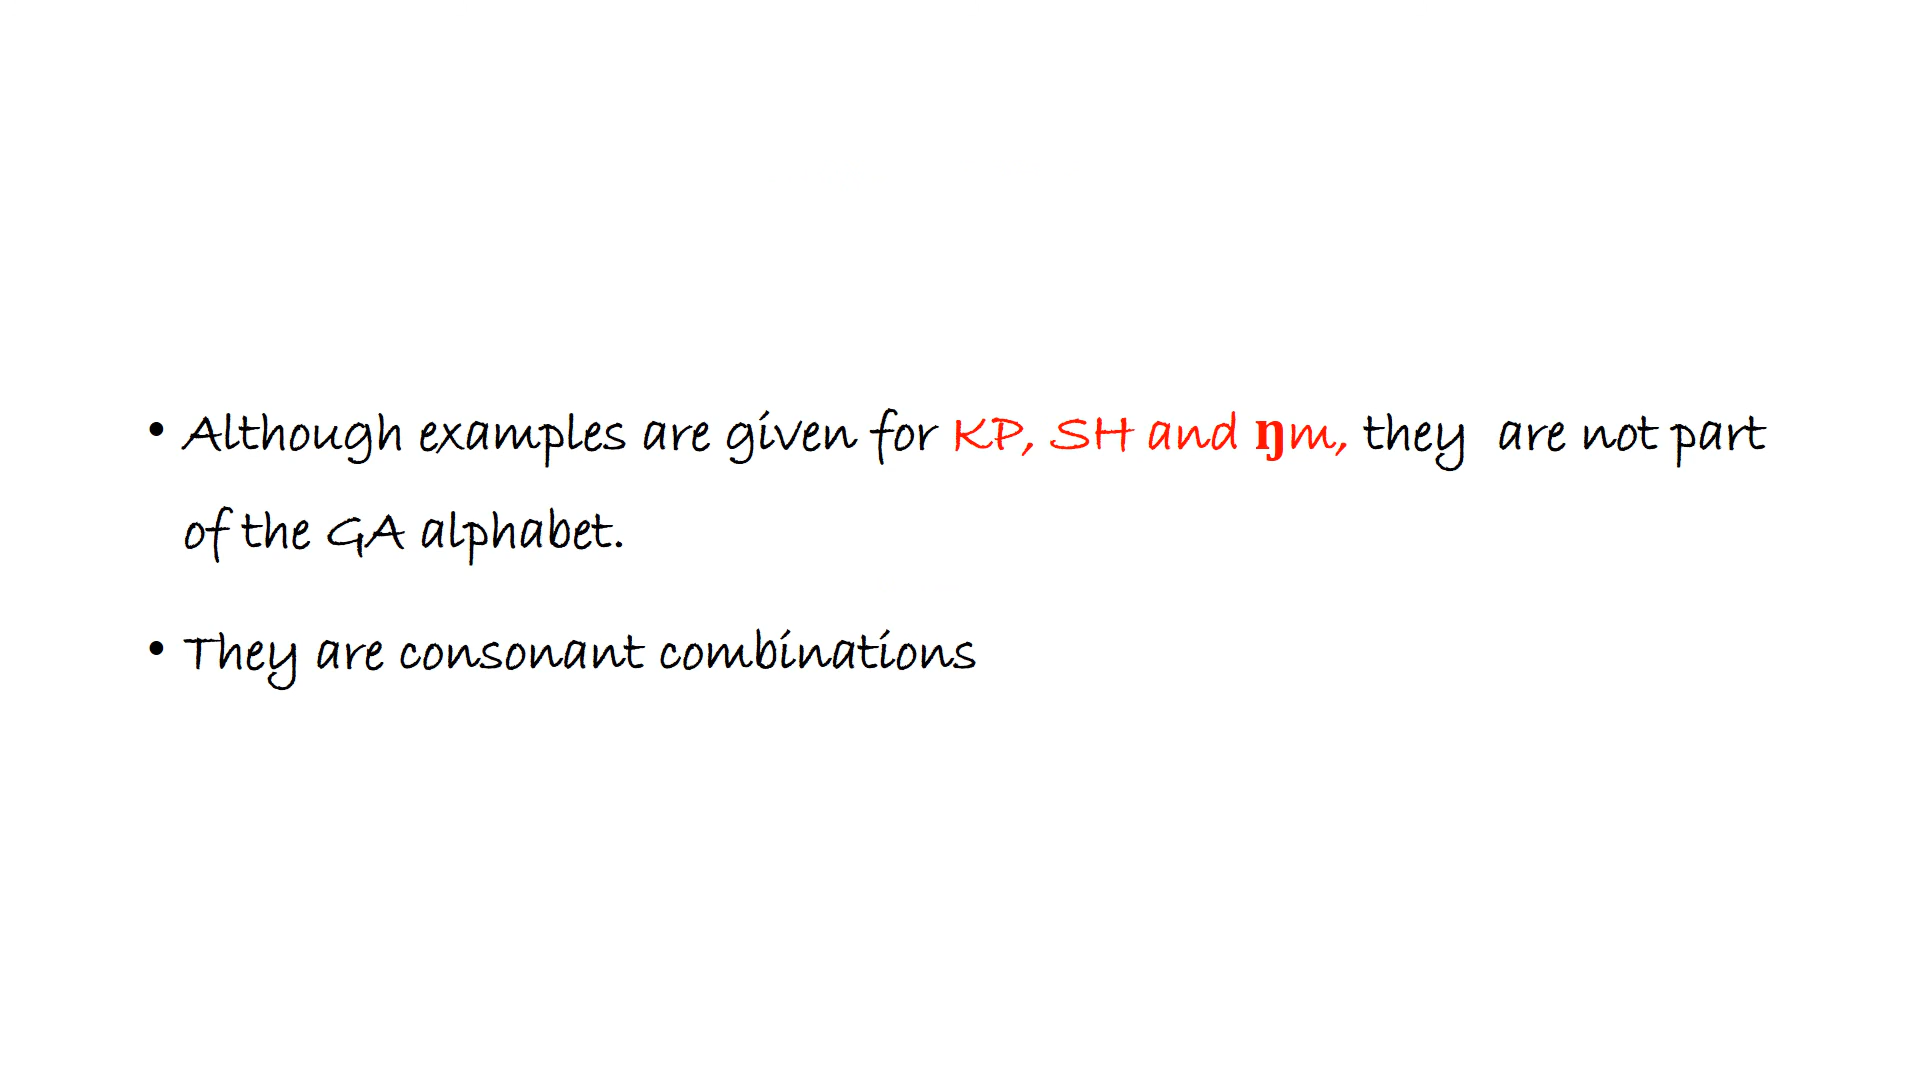 • Although examples are given for KP, SH and ŋm, they are not part
of the GA alphabet.
• They are consonant combinations